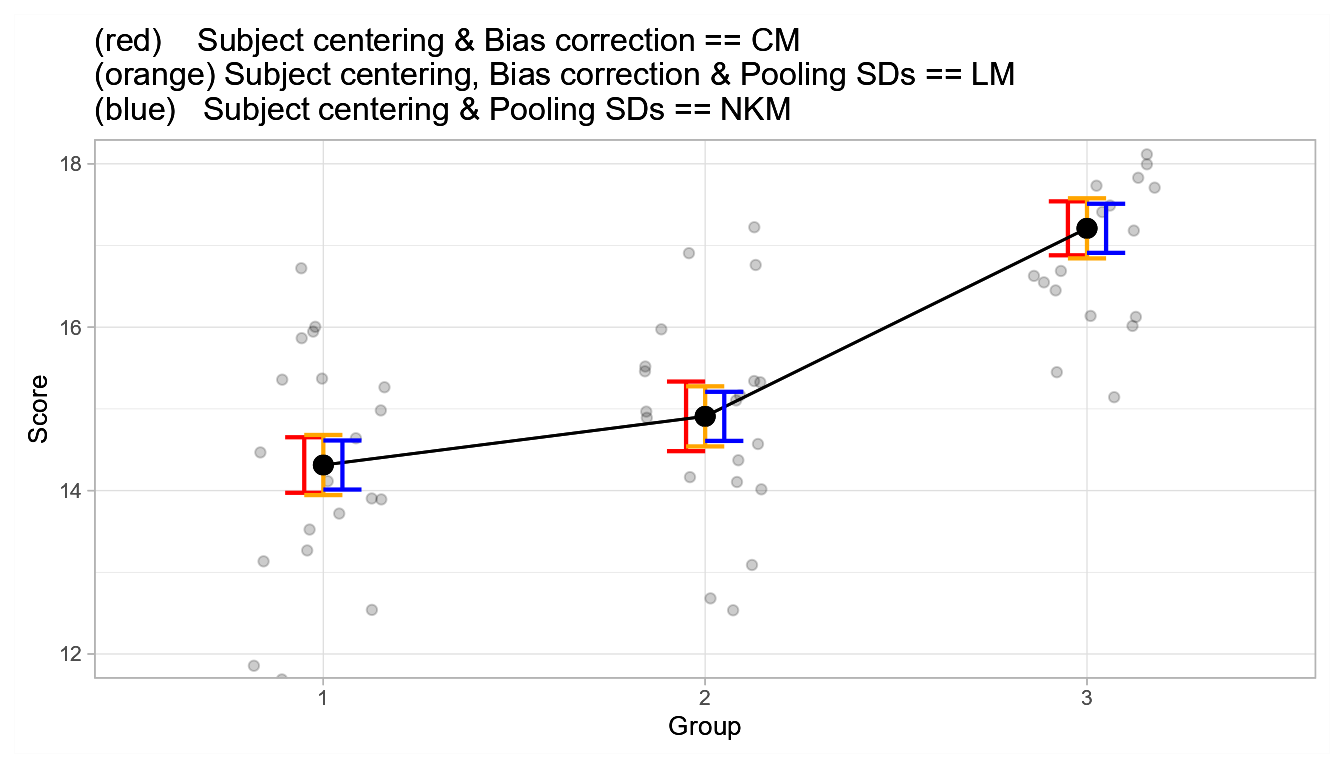 (red)    Subject centering & Bias correction == CM
(orange) Subject centering, Bias correction & Pooling SDs == LM
(blue)   Subject centering & Pooling SDs == NKM
18
16
14
12
Score
1 2 3
Group